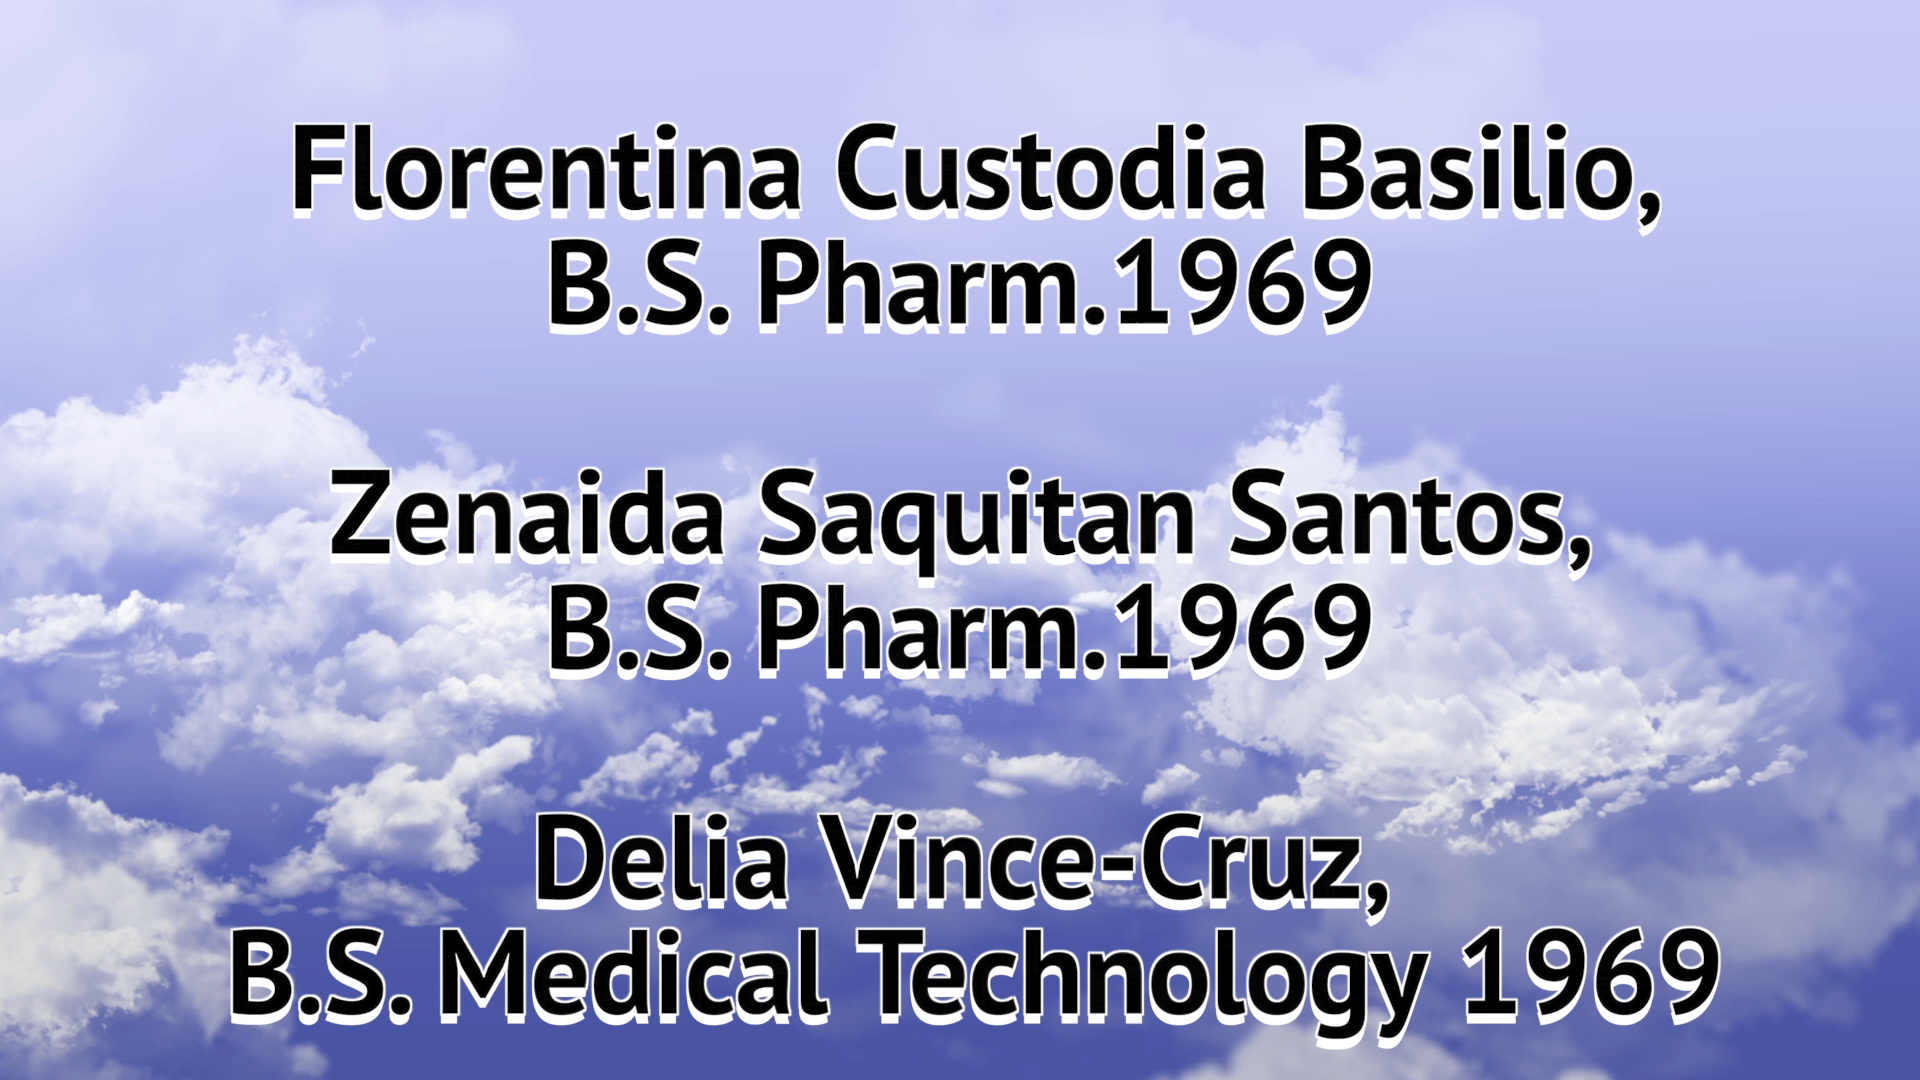 Florentina Custodia Basilio,
B.S. Pharm.1969
Zenaida Saquitan Santos,
B.S. Pharm.1969
Delia Vince-Cruz,
B.S. Medical Technology 1969